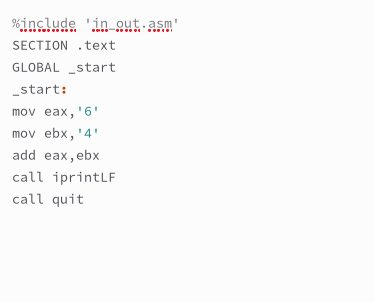 %include 'in_out.asm'
SECTION .text
GLOBAL _start
_start:
mov eax,'6'
mov ebx,'4'
add eax,ebx
call iprintLF
call quit